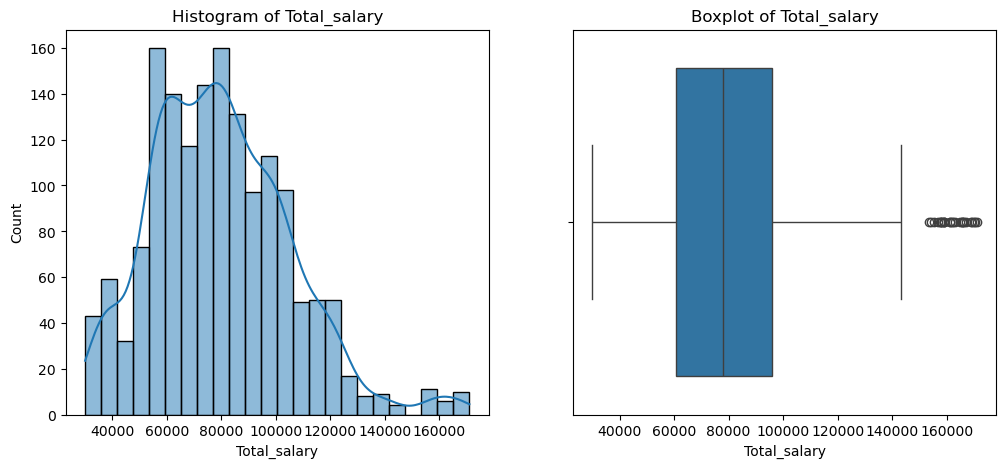 Histogram of Total_salary
160
140
120
100
80
60
40
20
0
Count
40000 60000 80000 100000 120000 140000 160000
Total_salary
Boxplot of Total_salary
40000 60000 80000 100000 120000 140000 160000
Total_salary